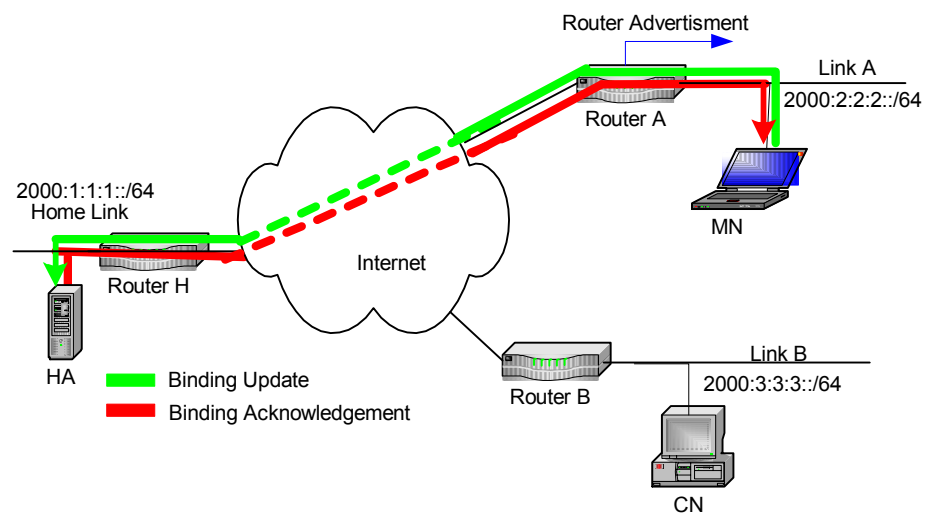 Router Advertisment
Link A
2000:2:2:2::/64
Router A
MN
2000:1:1:1::/64
Home Link
Internet
Router H
HA
Binding Update
Binding Acknowledgement
Router B
Link B
2000:3:3:3::/64
CN